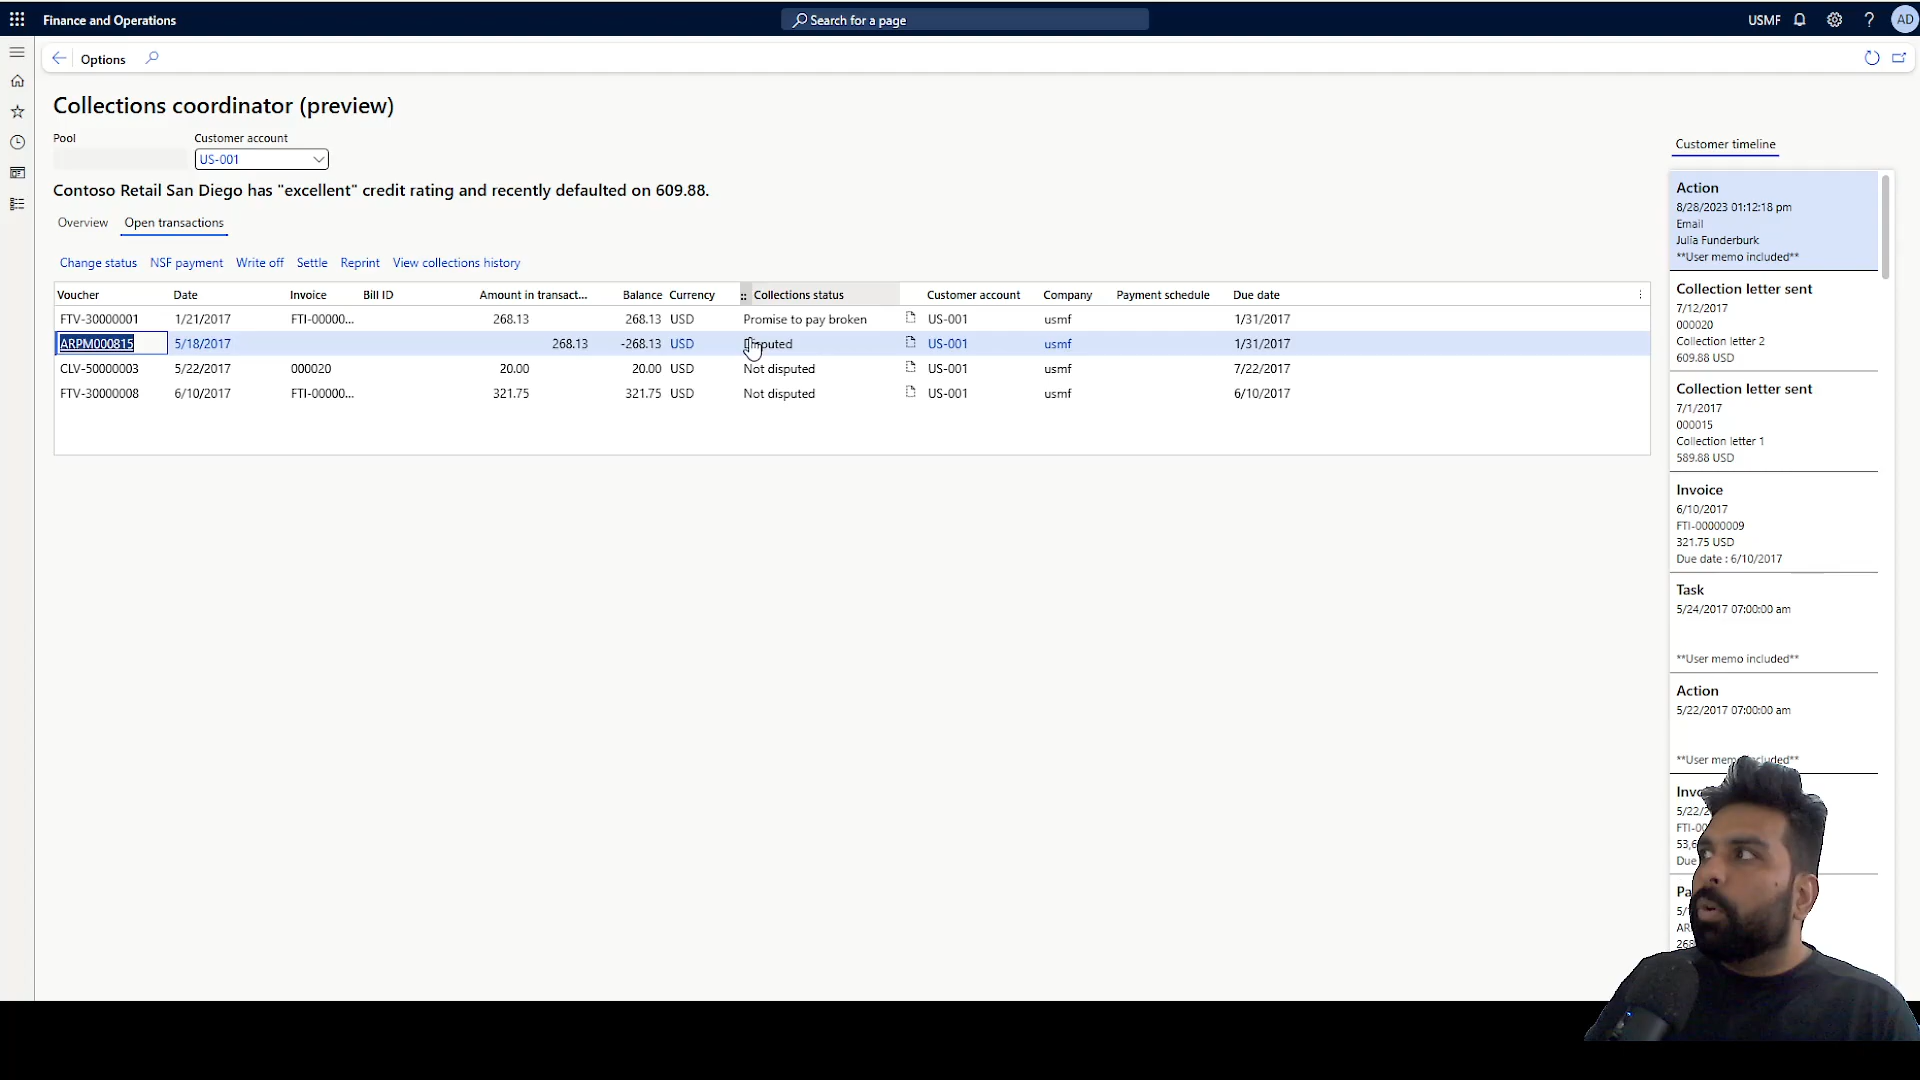 Finance and Operations
Search for a page
USMF
?
AD
Options
Collections coordinator (preview)
Pool
Customer account
US-001
Contoso Retail San Diego has "excellent" credit rating and recently defaulted on 609.88.
Overview Open transactions
Change status NSF payment Write off Settle Reprint View collections history
Voucher Date Invoice Bill ID Amount in transact... Balance Currency Collections status Customer account Company Payment schedule Due date
FTV-30000001 1/21/2017 FTI-00000... 268.13 268.13 USD Promise to pay broken US-001 usmf 1/31/2017
ARPM000815 5/18/2017 268.13 -268.13 USD US-001 usmf 1/31/2017
CLV-50000003 5/22/2017 000020 20.00 20.00 USD Not disputed US-001 usmf 7/22/2017
FTV-30000008 6/10/2017 FTI-00000... 321.75 321.75 USD Not disputed US-001 usmf 6/10/2017
Customer timeline
Action
8/28/2023 01:12:18 pm
Email
Julia Funderburk
**User memo included**
Collection letter sent
7/12/2017
000020
Collection letter 2
609.88 USD
Collection letter sent
7/1/2017
000015
Collection letter 1
589.88 USD
Invoice
6/10/2017
FTI-00000009
321.75 USD
Due date : 6/10/2017
Task
5/24/2017 07:00:00 am
**User memo included**
Action
5/22/2017 07:00:00 am
**User
Due